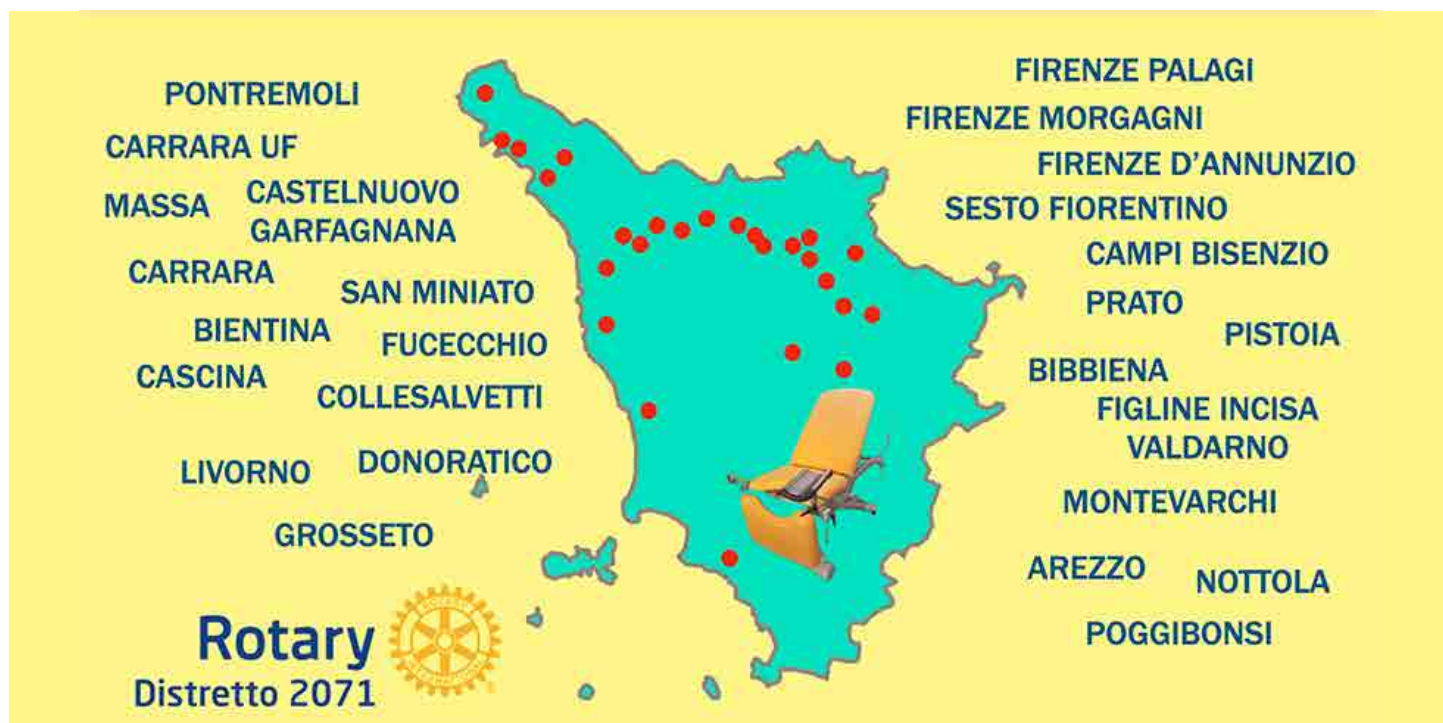 PONTREMOLI
CARRARA UF
MASSA
CASTELNUOVO
GARFAGNANA
CARRARA
SAN MINIATO
BIENTINA
FUCECCHIO
CASCINA
COLLESALVETTI
LIVORNO
DONORATICO
GROSSETO
Rotary
Distretto 2071
FIRENZE PALAGI
FIRENZE MORGAGNI
FIRENZE D'ANNUNZIO
SESTO FIORENTINO
CAMPI BISENZIO
PRATO
PISTOIA
BIBBIENA
FIGLINE INCISA
VALDARNO
MONTEVARCHI
AREZZO
NOTTOLA
POGGIBONSI